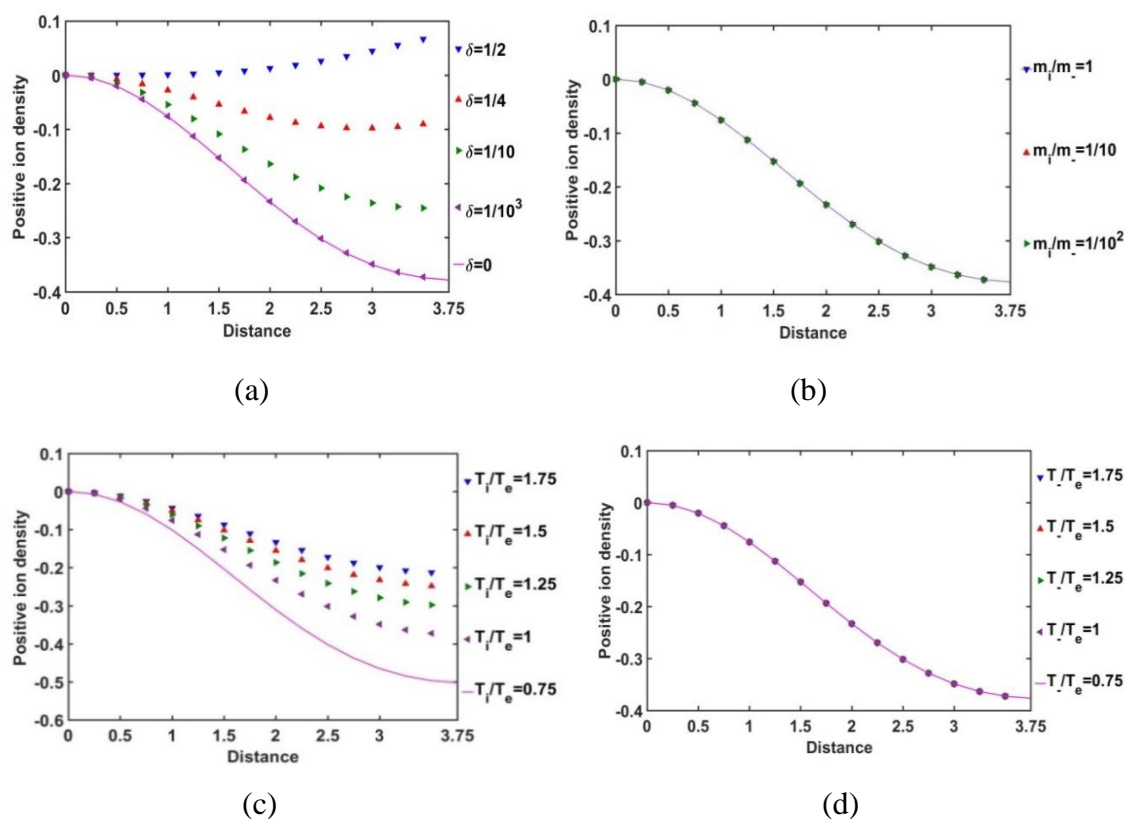 0.1
0
-0.1
-0.2
-0.3
-0.4
0 0.5 1 1.5 2 2.5 3 3.75
Positive ion density
Distance
δ=1/2
δ=1/4
δ=1/10
δ=1/10³
δ=0
(a)
0.1
0
-0.1
-0.2
-0.3
-0.4
0 0.5 1 1.5 2 2.5 3 3.75
Positive ion density
Distance
mᵢ/m₋=1
mᵢ/m₋=1/10
mᵢ/m₋=1/10²
(b)
0.1
0
-0.1
-0.2
-0.3
-0.4
-0.5
-0.6
0 0.5 1 1.5 2 2.5 3 3.75
Positive ion density
Distance
Tᵢ/Tₑ=1.75
Tᵢ/Tₑ=1.5
Tᵢ/Tₑ=1.25
Tᵢ/Tₑ=1
Tᵢ/Tₑ=0.75
(c)
0.1
0
-0.1
-0.2
-0.3
-0.4
0 0.5 1 1.5 2 2.5 3 3.75
Positive ion density
Distance
T₋/Tₑ=1.75
T₋/Tₑ=1.5
T₋/Tₑ=1.25
T₋/Tₑ=1
T₋/Tₑ=0.75
(d)